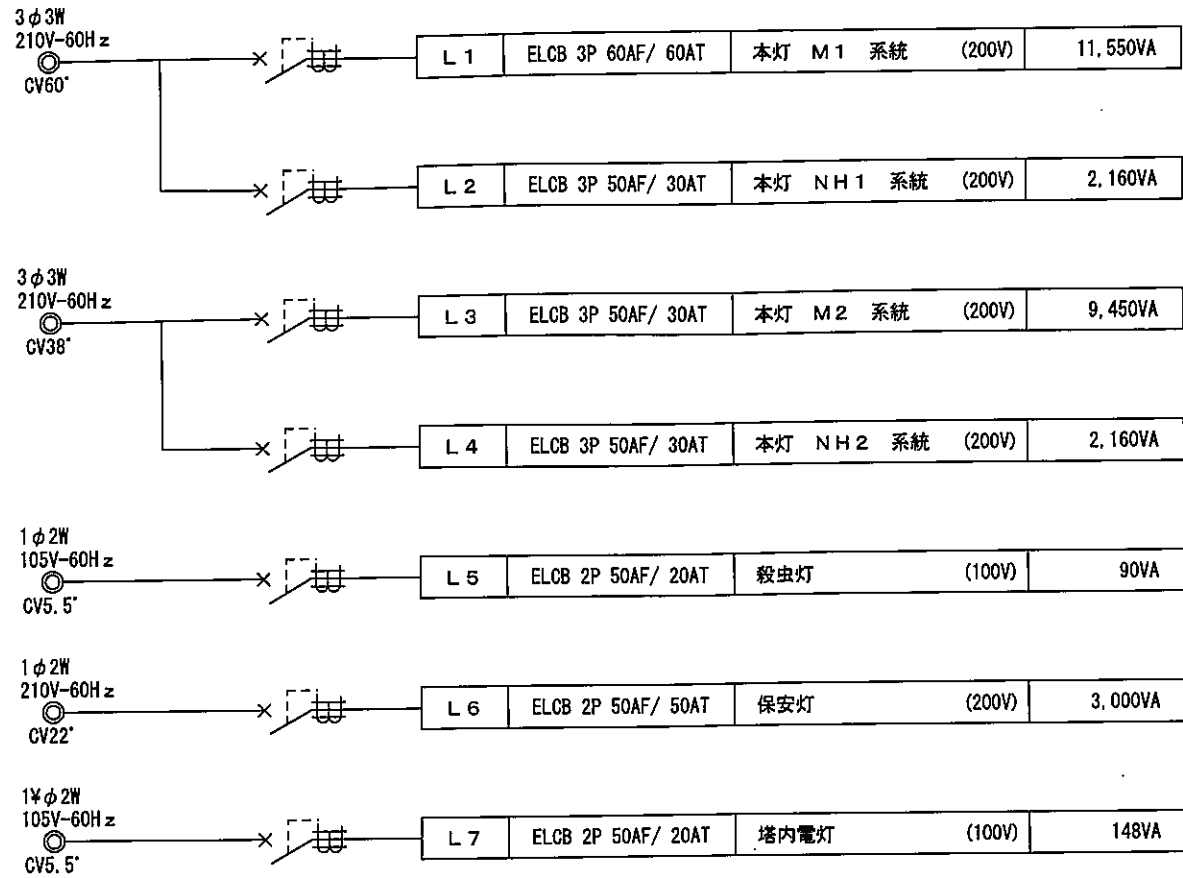 3φ3W
210V-60Hz
CV60°
L1 ELCB 3P 60AF/ 60AT 本灯 M1 系統 (200V) 11,550VA
L2 ELCB 3P 50AF/ 30AT 本灯 NH1 系統 (200V) 2,160VA
3φ3W
210V-60Hz
CV38°
L3 ELCB 3P 50AF/ 30AT 本灯 M2 系統 (200V) 9,450VA
L4 ELCB 3P 50AF/ 30AT 本灯 NH2 系統 (200V) 2,160VA
1φ2W
105V-60Hz
CV5.5°
L5 ELCB 2P 50AF/ 20AT 殺虫灯 (100V) 90VA
1φ2W
210V-60Hz
CV22°
L6 ELCB 2P 50AF/ 50AT 保安灯 (200V) 3,000VA
1¥φ2W
105V-60Hz
CV5.5°
L7 ELCB 2P 50AF/ 20AT 塔内電灯 (100V) 148VA